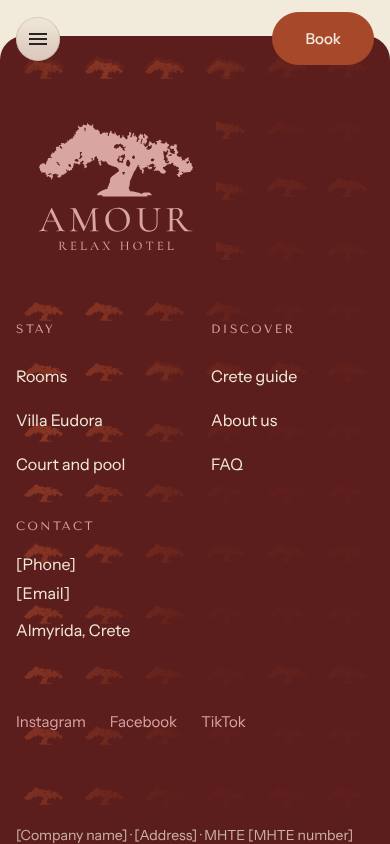 Book
AMOUR
RELAX HOTEL
STAY
Rooms
Villa Eudora
Court and pool
DISCOVER
Crete guide
About us
FAQ
CONTACT
[Phone]
[Email]
Almyrida, Crete
Instagram Facebook TikTok
[Company name] · [Address] · MHTE [MHTE number]